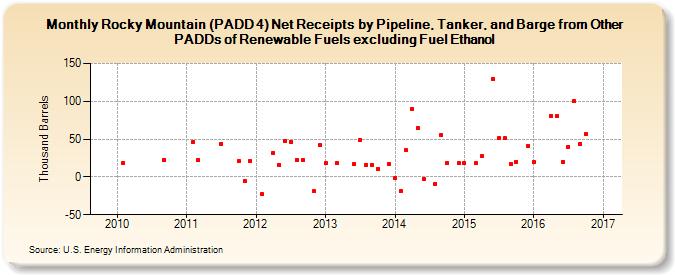 Monthly Rocky Mountain (PADD 4) Net Receipts by Pipeline, Tanker, and Barge from Other
PADDs of Renewable Fuels excluding Fuel Ethanol
Thousand Barrels
150
100
50
0
-50
2010 2011 2012 2013 2014 2015 2016 2017
Source: U.S. Energy Information Administration